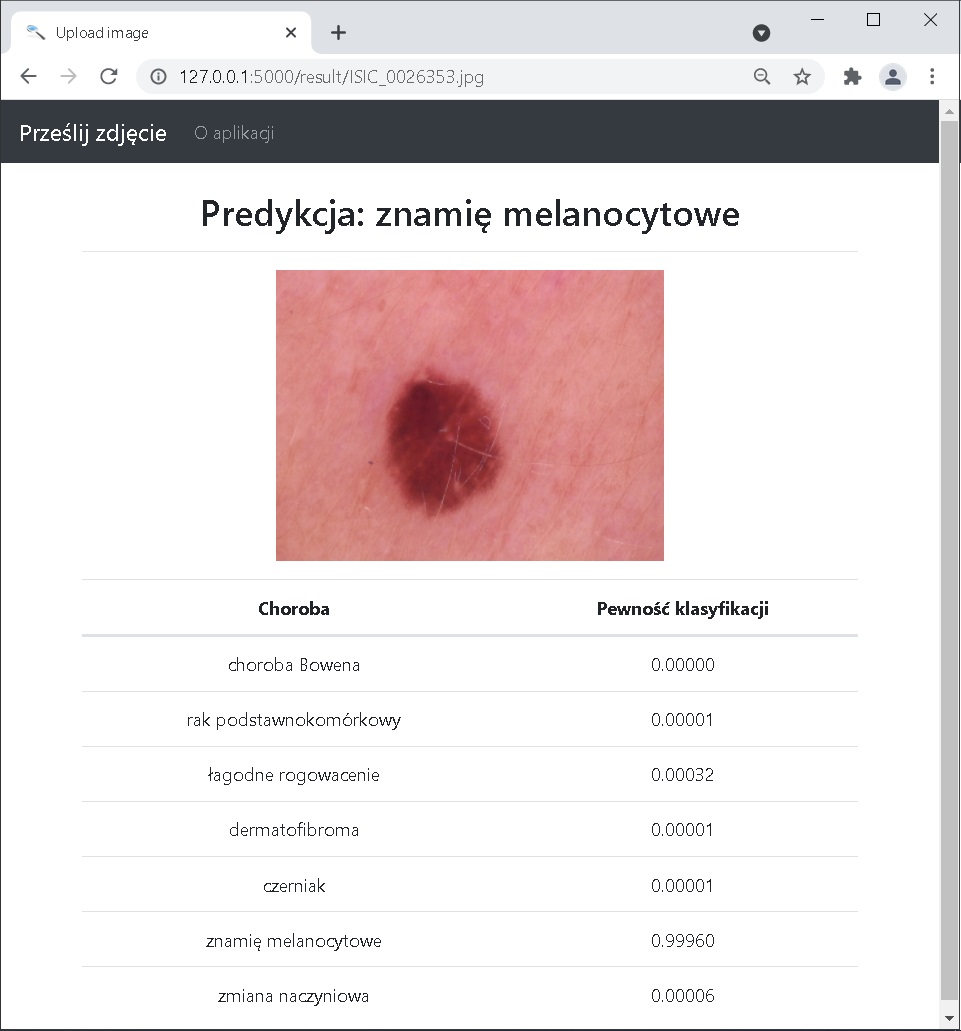 Upload image
127.0.0.1:5000/result/ISIC_0026353.jpg
Prześlij zdjęcie O aplikacji
Predykcja: znamię melanocytowe
Choroba Pewność klasyfikacji
choroba Bowena 0.00000
rak podstawnokomórkowy 0.00001
łagodne rogowacenie 0.00032
dermatofibroma 0.00001
czerniak 0.00001
znamię melanocytowe 0.99960
zmiana naczyniowa 0.00006